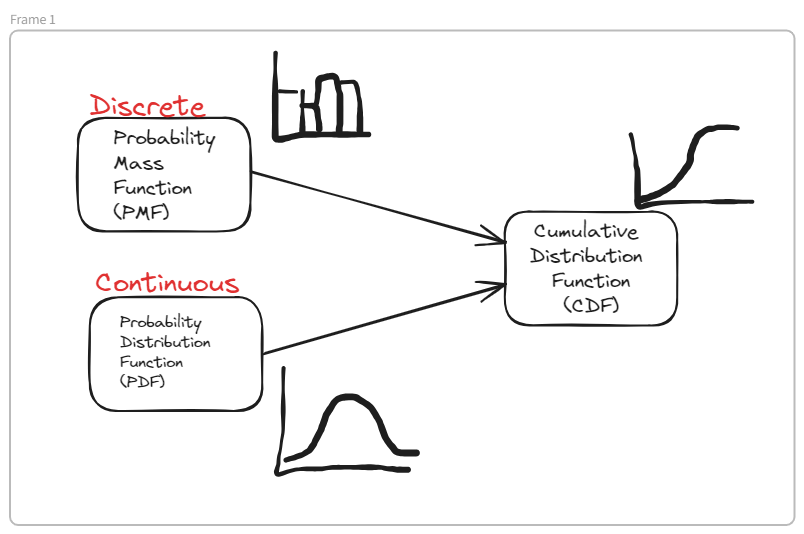 Frame 1
Discrete
Probability
Mass
Function
(PMF)
Continuous
Probability
Distribution
Function
(PDF)
Cumulative
Distribution
Function
(CDF)